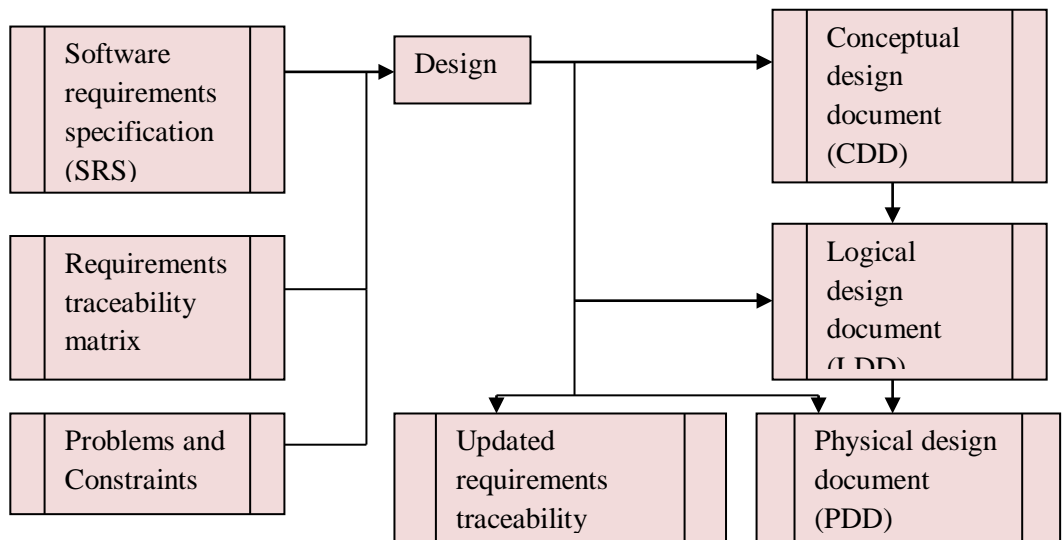 Software
requirements
specification
(SRS)
Design
Conceptual
design
document
(CDD)
Requirements
traceability
matrix
Logical
design
document
(LDD)
Problems and
Constraints
Updated
requirements
traceability
Physical design
document
(PDD)